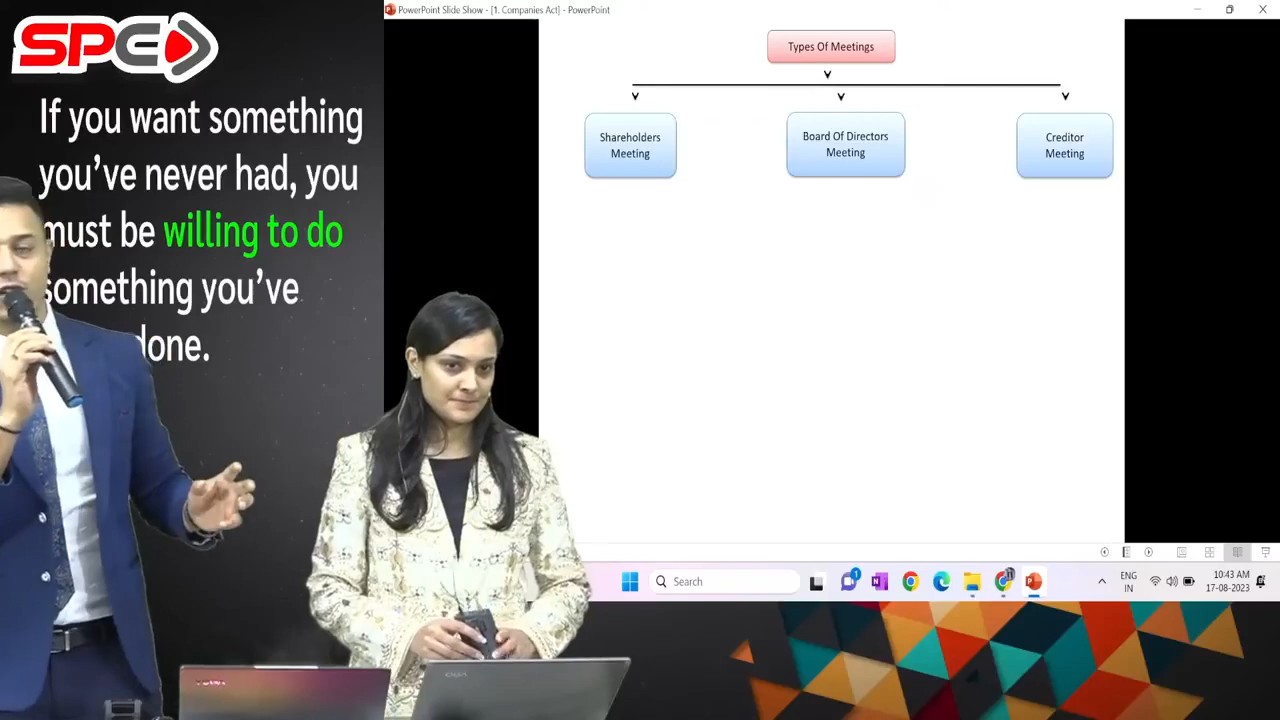 SPE
If you want something
you've never had, you
must be willing to do
something you've
done.
PowerPoint Slide Show - [1. Companies Act] - PowerPoint
Types Of Meetings
Shareholders
Meeting
Board Of Directors
Meeting
Creditor
Meeting
Search
1
ENG
IN
10:43 AM
17-08-2023